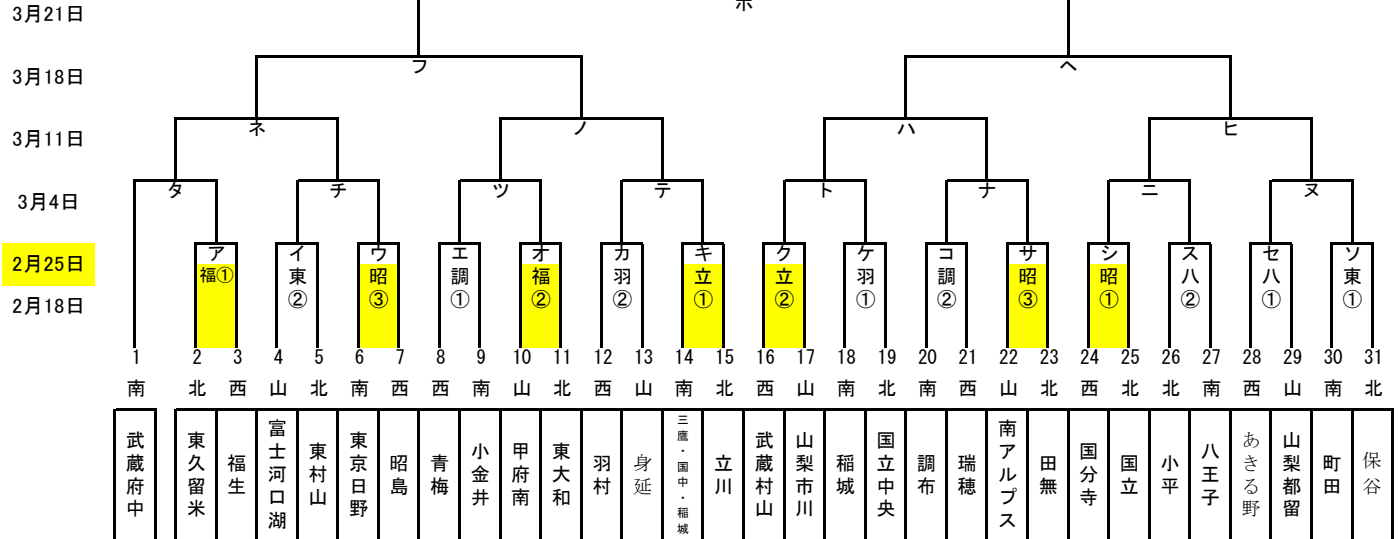 3月21日
ホ
3月18日
フ ヘ
3月11日
ネ ノ ハ ヒ
3月4日
タ チ ツ テ ト ナ ニ ヌ
2月25日
ア イ ウ エ オ カ キ ク ケ コ サ シ ス セ ソ
福① 東② 昭③ 調① 福② 羽② 立① 立② 羽① 調② 昭③ 昭① 八② 八① 東①
2月18日
1 2 3 4 5 6 7 8 9 10 11 12 13 14 15 16 17 18 19 20 21 22 23 24 25 26 27 28 29 30 31
南 北 西 山 北 南 西 西 南 山 北 西 山 南 北 西 山 南 北 南 西 山 北 西 北 北 南 西 山 南 北
武蔵府中
東久留米
福生
富士河口湖
東村山
東京日野
昭島
青梅
小金井
甲府南
東大和
羽村
身延
三鷹・国中・稲城
立川
武蔵村山
山梨市川
稲城
国立中央
調布
瑞穂
南アルプス
田無
国分寺
国立
小平
八王子
あきる野
山梨都留
町田
保谷